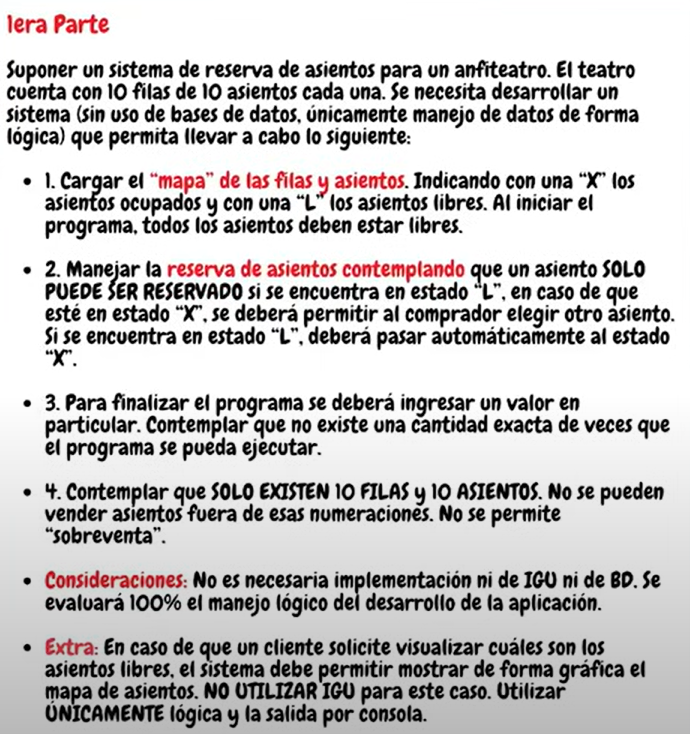 1era Parte
Suponer un sistema de reserva de asientos para un anfiteatro. El teatro
cuenta con 10 filas de 10 asientos cada una. Se necesita desarrollar un
sistema (sin uso de bases de datos, únicamente manejo de datos de forma
lógica) que permita llevar a cabo lo siguiente:
• 1. Cargar el “mapa” de las filas y asientos. Indicando con una “X” los
asientos ocupados y con una “L” los asientos libres. Al iniciar el
programa, todos los asientos deben estar libres.
• 2. Manejar la reserva de asientos contemplando que un asiento SOLO
PUEDE SER RESERVADO si se encuentra en estado “L”, en caso de que
esté en estado “X”, se deberá permitir al comprador elegir otro asiento.
Si se encuentra en estado “L”, deberá pasar automáticamente al estado
“X”.
• 3. Para finalizar el programa se deberá ingresar un valor en
particular. Contemplar que no existe una cantidad exacta de veces que
el programa se pueda ejecutar.
• 4. Contemplar que SOLO EXISTEN 10 FILAS y 10 ASIENTOS. No se pueden
vender asientos fuera de esas numeraciones. No se permite
“sobreventa”.
• Consideraciones: No es necesaria implementación ni de IGU ni de BD. Se
evaluará 100% el manejo lógico del desarrollo de la aplicación.
• Extra: En caso de que un cliente solicite visualizar cuáles son los
asientos libres, el sistema debe permitir mostrar de forma gráfica el
mapa de asientos. NO UTILIZAR IGU para este caso. Utilizar
ÚNICAMENTE lógica y la salida por consola.